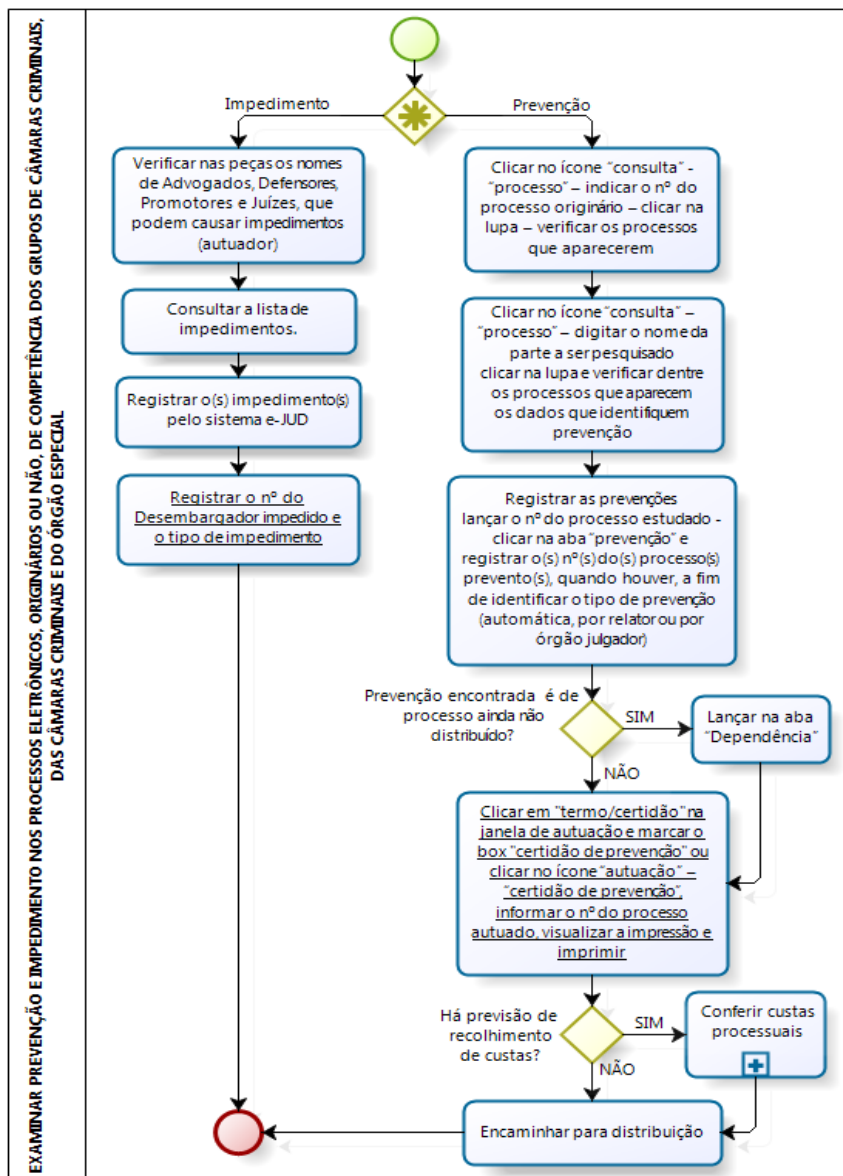 EXAMINAR PREVENÇÃO E IMPEDIMENTO NOS PROCESSOS ELETRÔNICOS, ORIGINÁRIOS OU NÃO, DE COMPETÊNCIA DOS GRUPOS DE CÂMARAS CRIMINAIS,
DAS CÂMARAS CRIMINAIS E DO ÓRGÃO ESPECIAL
Impedimento
Prevenção
Verificar nas peças os nomes
de Advogados, Defensores,
Promotores e Juízes, que
podem causar impedimentos
(autuador)
Consultar a lista de
impedimentos.
Registrar o(s) impedimento(s)
pelo sistema e-JUD
Registrar o nº do
Desembargador impedido e
o tipo de impedimento
Clicar no ícone “consulta” -
“processo” – indicar o nº do
processo originário – clicar na
lupa – verificar os processos
que aparecerem
Clicar no ícone “consulta” –
“processo” – digitar o nome da
parte a ser pesquisado
clicar na lupa e verificar dentre
os processos que aparecem
os dados que identifiquem
prevenção
Registrar as prevenções
lançar o nº do processo estudado -
clicar na aba “prevenção” e
registrar o(s) nº(s) do(s) processo(s)
prevento(s), quando houver, a fim
de identificar o tipo de prevenção
(automática, por relator ou por
órgão julgador)
Prevenção encontrada é de
processo ainda não
distribuído?
SIM
Lançar na aba
“Dependência”
NÃO
Clicar em "termo/certidão" na
janela de autuação e marcar o
box "certidão de prevenção" ou
clicar no ícone “autuação” –
“certidão de prevenção”,
informar o nº do processo
autuado, visualizar a impressão e
imprimir
Há previsão de
recolhimento
de custas?
SIM
Conferir custas
processuais
NÃO
Encaminhar para distribuição